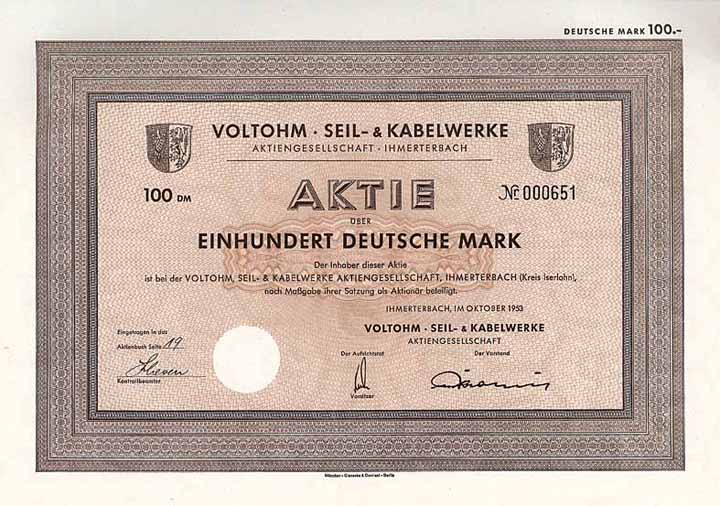 DEUTSCHE MARK 100.-
VOLTOHM · SEIL- & KABELWERKE
AKTIENGESELLSCHAFT · IHMERTERBACH
100 DM
AKTIE
№ 000651
ÜBER
EINHUNDERT DEUTSCHE MARK
Der Inhaber dieser Aktie
ist bei der VOLTOHM, SEIL- & KABELWERKE AKTIENGESELLSCHAFT, IHMERTERBACH (Kreis Iserlohn),
nach Maßgabe ihrer Satzung als Aktionär beteiligt.
IHMERTERBACH, IM OKTOBER 1953
VOLTOHM · SEIL- & KABELWERKE
AKTIENGESELLSCHAFT
Eingetragen in das
Aktienbuch Seite 19
Kontrollbeamter
Der Aufsichtsrat
Vorsitzer
Der Vorstand